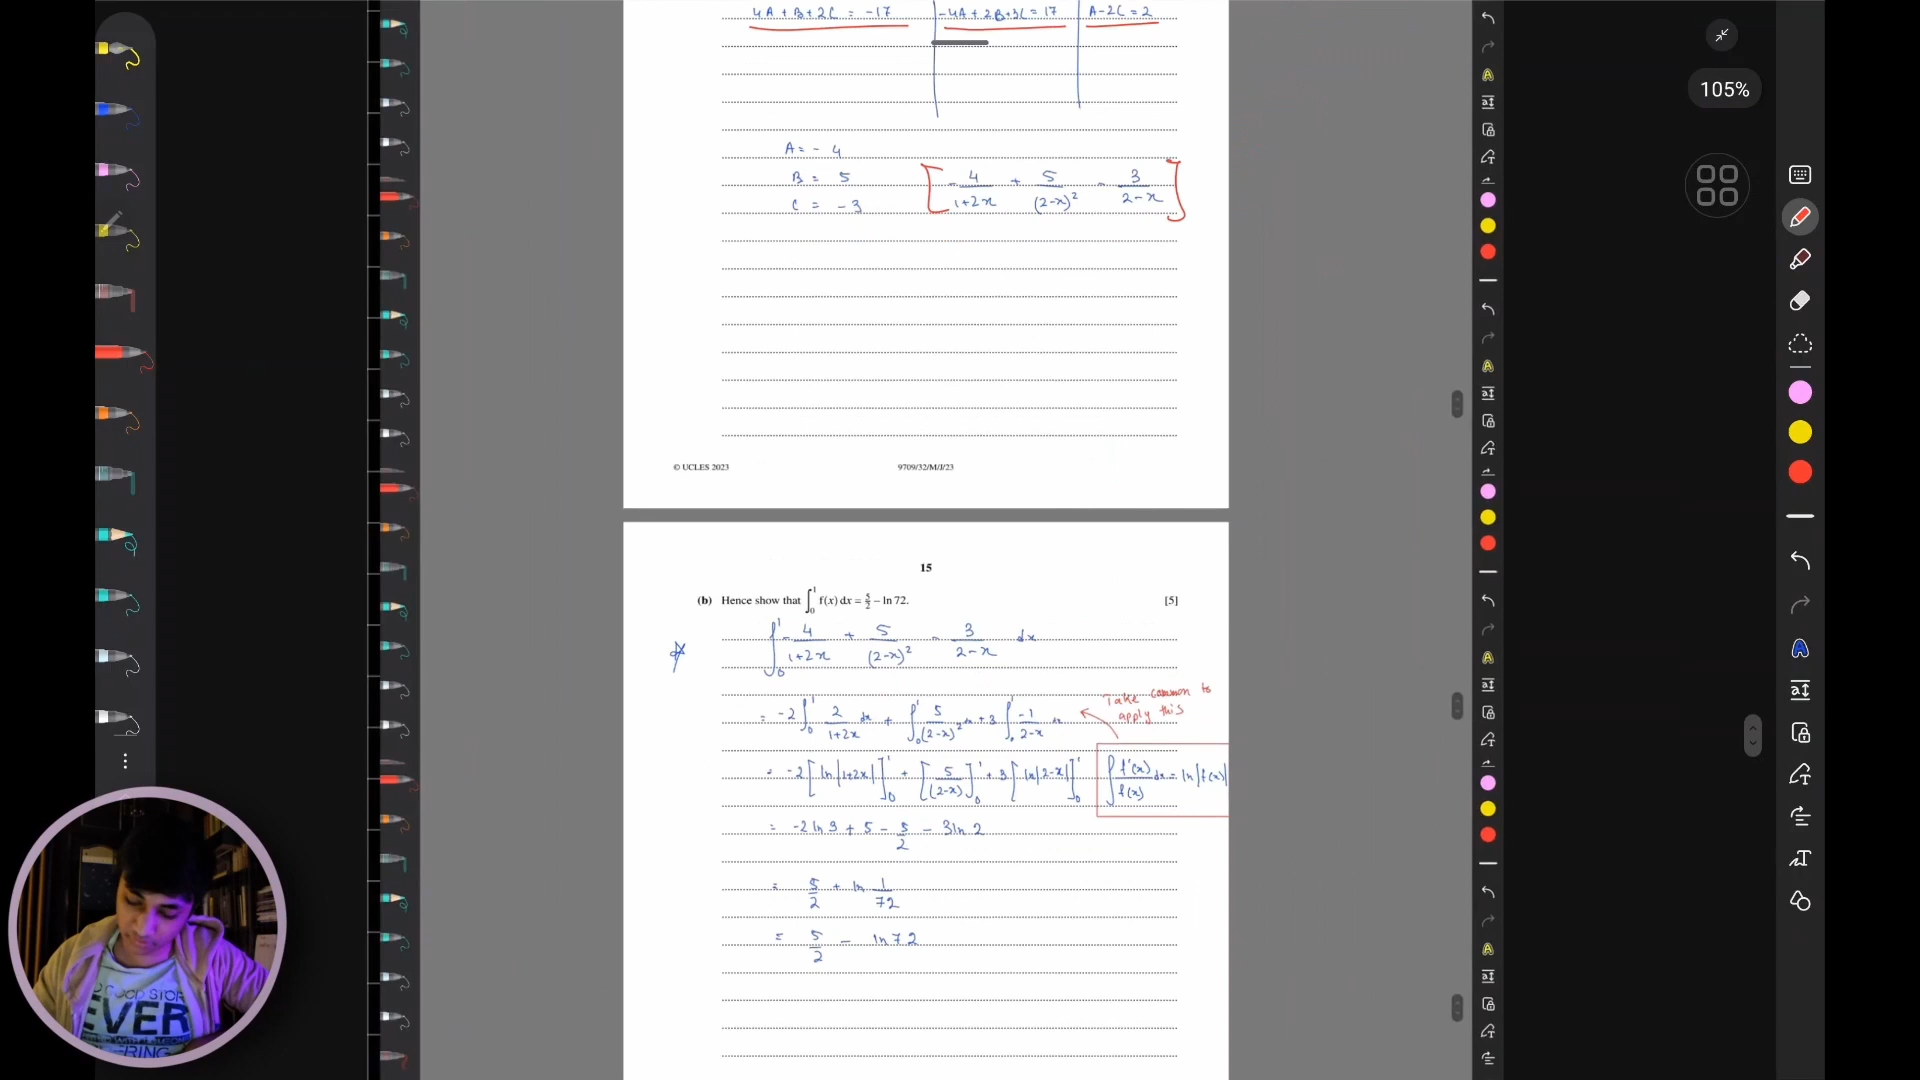 4A + B + 2C = -17 | -4A + 2B + 3C = 17 | A - 2C = 2
105%
A = - 4
B = 5
C = -3
[ - 4/(1+2x) + 5/(2-x)² - 3/(2-x) ]
© UCLES 2023 9709/32/M/J/23
15
(b) Hence show that ∫₀¹ f(x) dx = 5/2 − ln 72. [5]
∫₀¹ - 4/(1+2x) + 5/(2-x)² - 3/(2-x) dx
Take common to
apply this
= -2 ∫₀¹ 2/(1+2x) dx + ∫₀¹ 5/(2-x)² dx + 3 ∫₀¹ -1/(2-x) dx
= -2 [ ln|1+2x| ]₀¹ + [ 5/(2-x) ]₀¹ + 3 [ ln|2-x| ]₀¹
∫ f'(x)/f(x) dx = ln|f(x)|
= -2 ln 3 + 5 - 5/2 - 3 ln 2
= 5/2 + ln 1/72
= 5/2 - ln 72
EVER